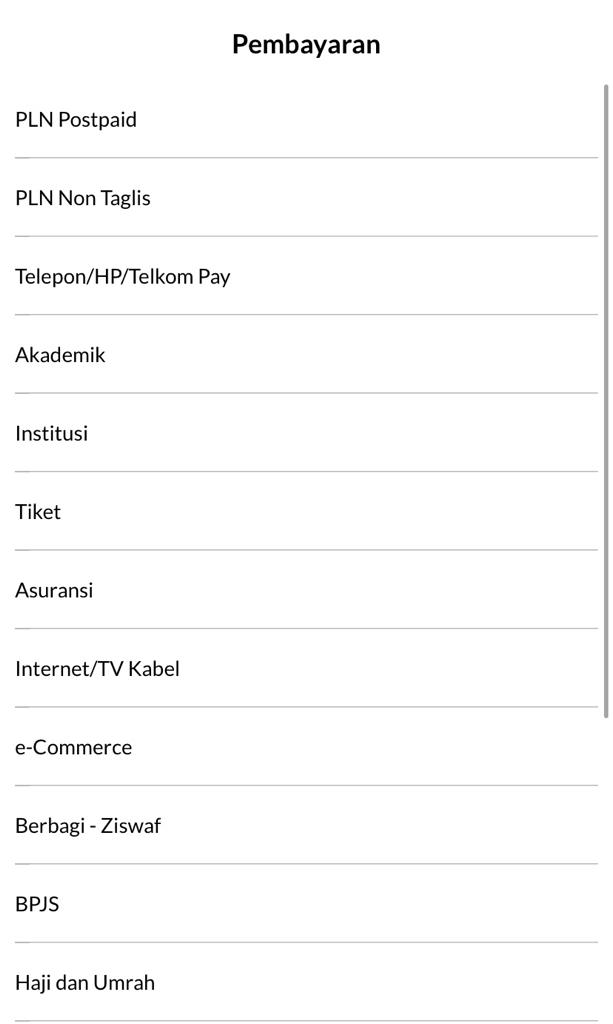 Pembayaran
PLN Postpaid
PLN Non Taglis
Telepon/HP/Telkom Pay
Akademik
Institusi
Tiket
Asuransi
Internet/TV Kabel
e-Commerce
Berbagi - Ziswaf
BPJS
Haji dan Umrah